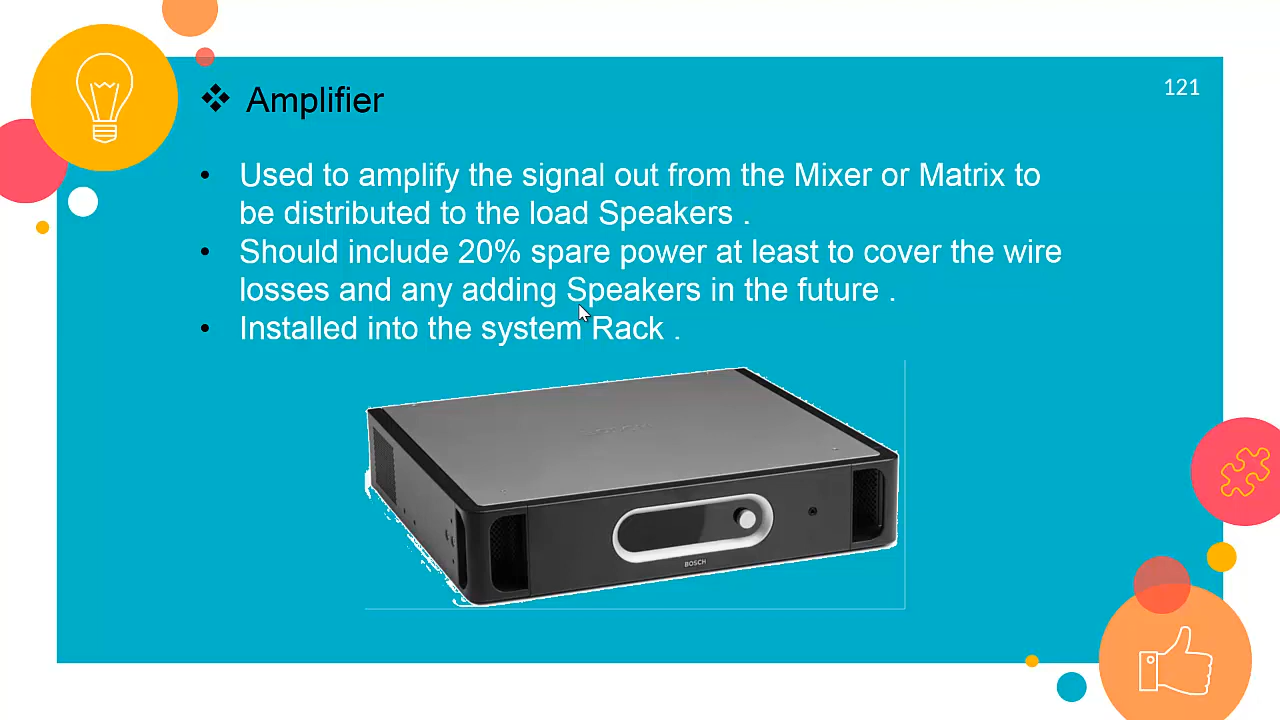 ❖ Amplifier
121
• Used to amplify the signal out from the Mixer or Matrix to
be distributed to the load Speakers .
• Should include 20% spare power at least to cover the wire
losses and any adding Speakers in the future .
• Installed into the system Rack .
BOSCH